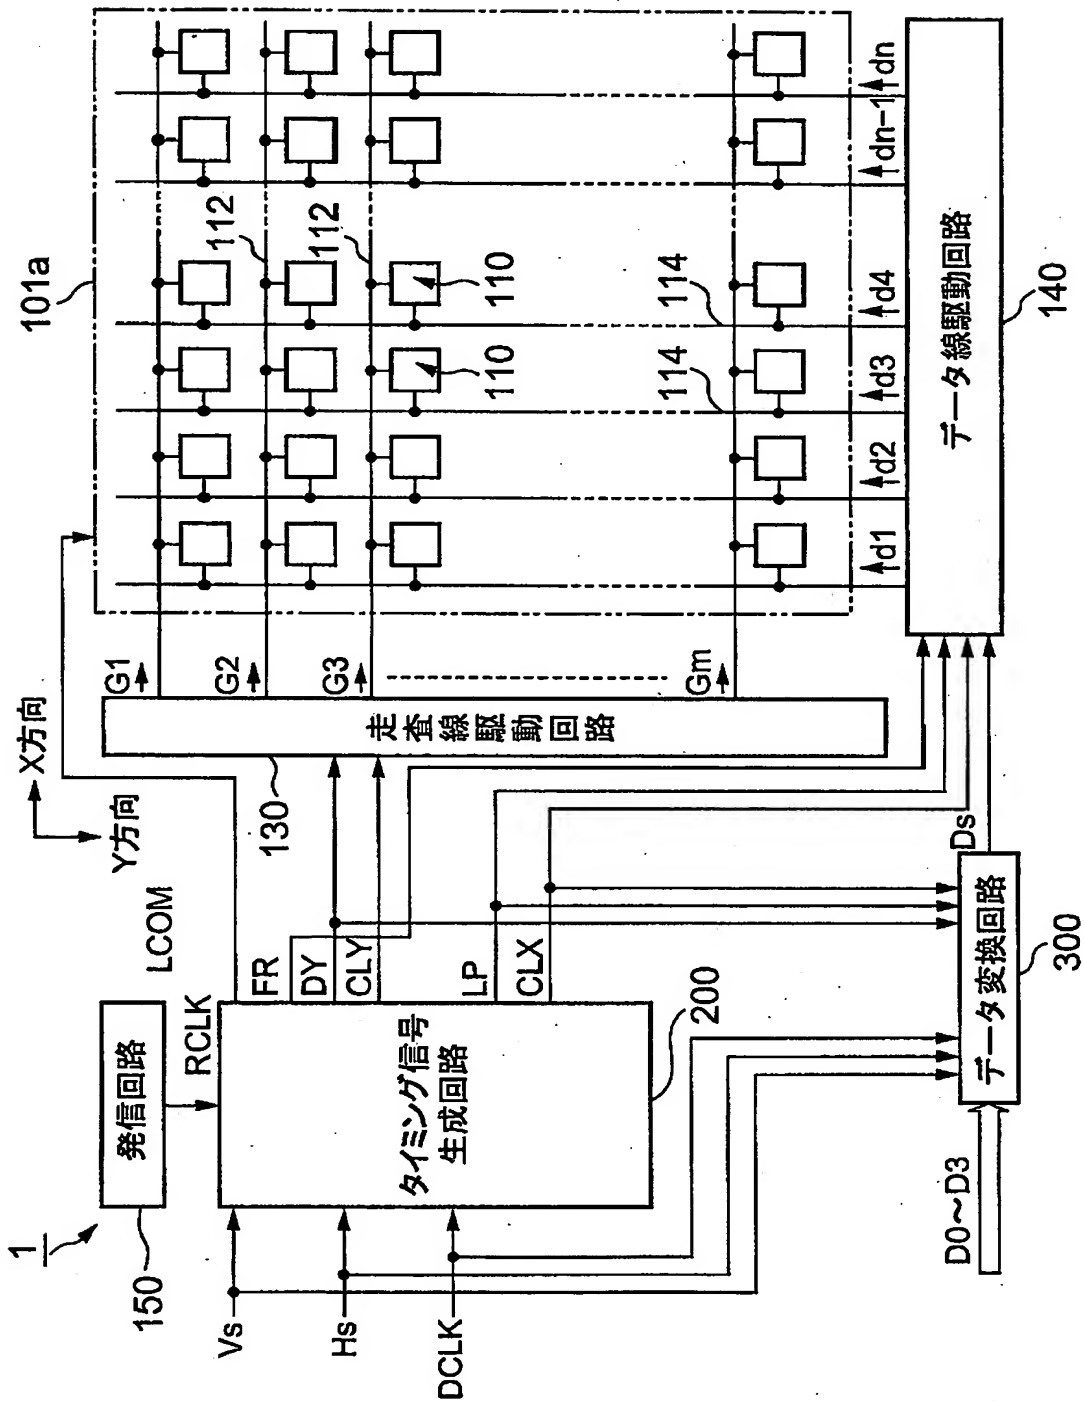 1
150
発信回路
RCLK
LCOM
X方向
Y方向
101a
Vs
Hs
DCLK
タイミング信号
生成回路
200
FR
DY
CLY
LP
CLX
130
走査線駆動回路
G1
G2
G3
Gm
112
112
110
110
114
114
d1
d2
d3
d4
dn-1
dn
データ線駆動回路
140
D0～D3
データ変換回路
300
Ds